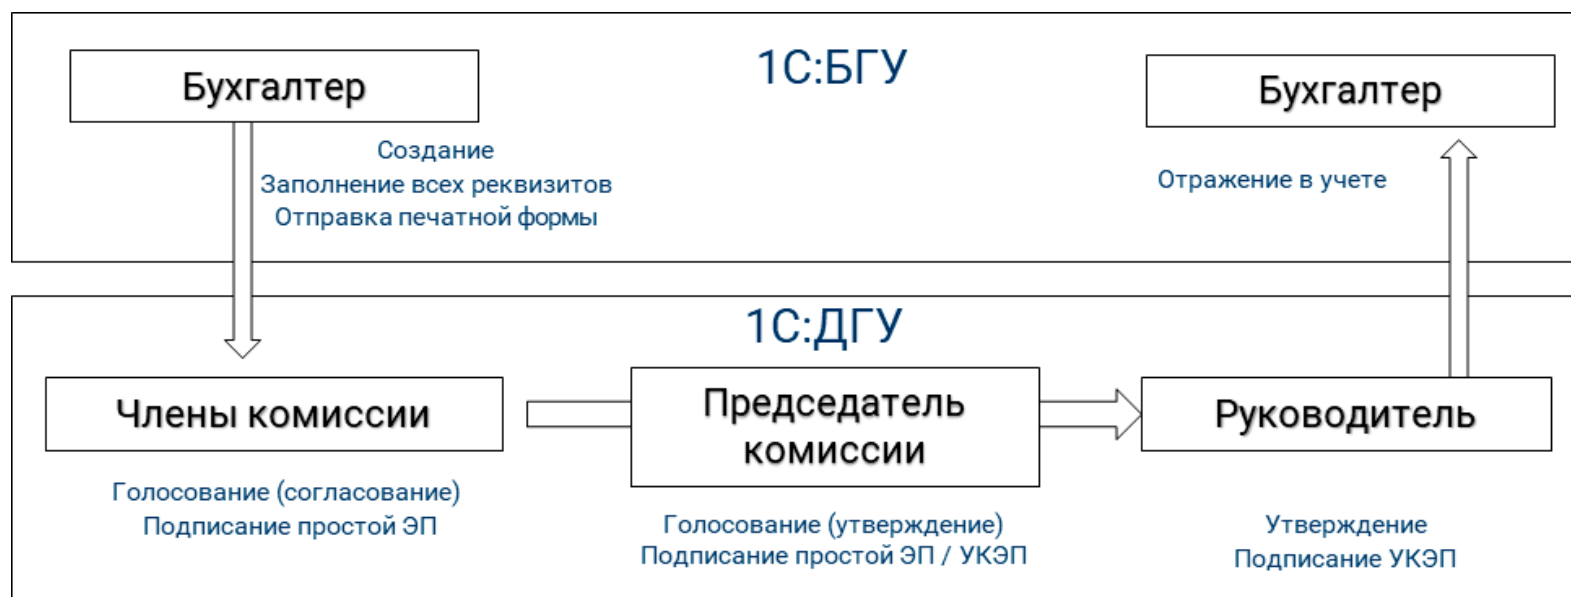 1С:БГУ
Бухгалтер
Создание
Заполнение всех реквизитов
Отправка печатной формы
Бухгалтер
Отражение в учете
1С:ДГУ
Члены комиссии
Голосование (согласование)
Подписание простой ЭП
Председатель
комиссии
Голосование (утверждение)
Подписание простой ЭП / УКЭП
Руководитель
Утверждение
Подписание УКЭП